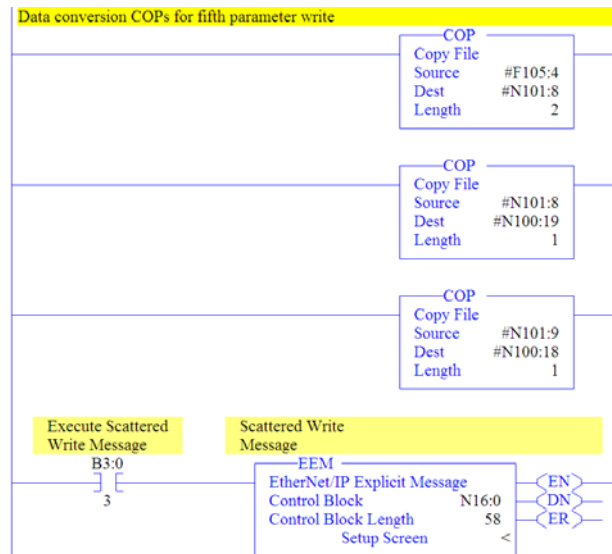 Data conversion COPs for fifth parameter write
COP
Copy File
Source #F105:4
Dest #N101:8
Length 2
COP
Copy File
Source #N101:8
Dest #N100:19
Length 1
COP
Copy File
Source #N101:9
Dest #N100:18
Length 1
Execute Scattered
Write Message
B3:0
3
Scattered Write
Message
EEM
EtherNet/IP Explicit Message
Control Block N16:0
Control Block Length 58
Setup Screen <
EN
DN
ER